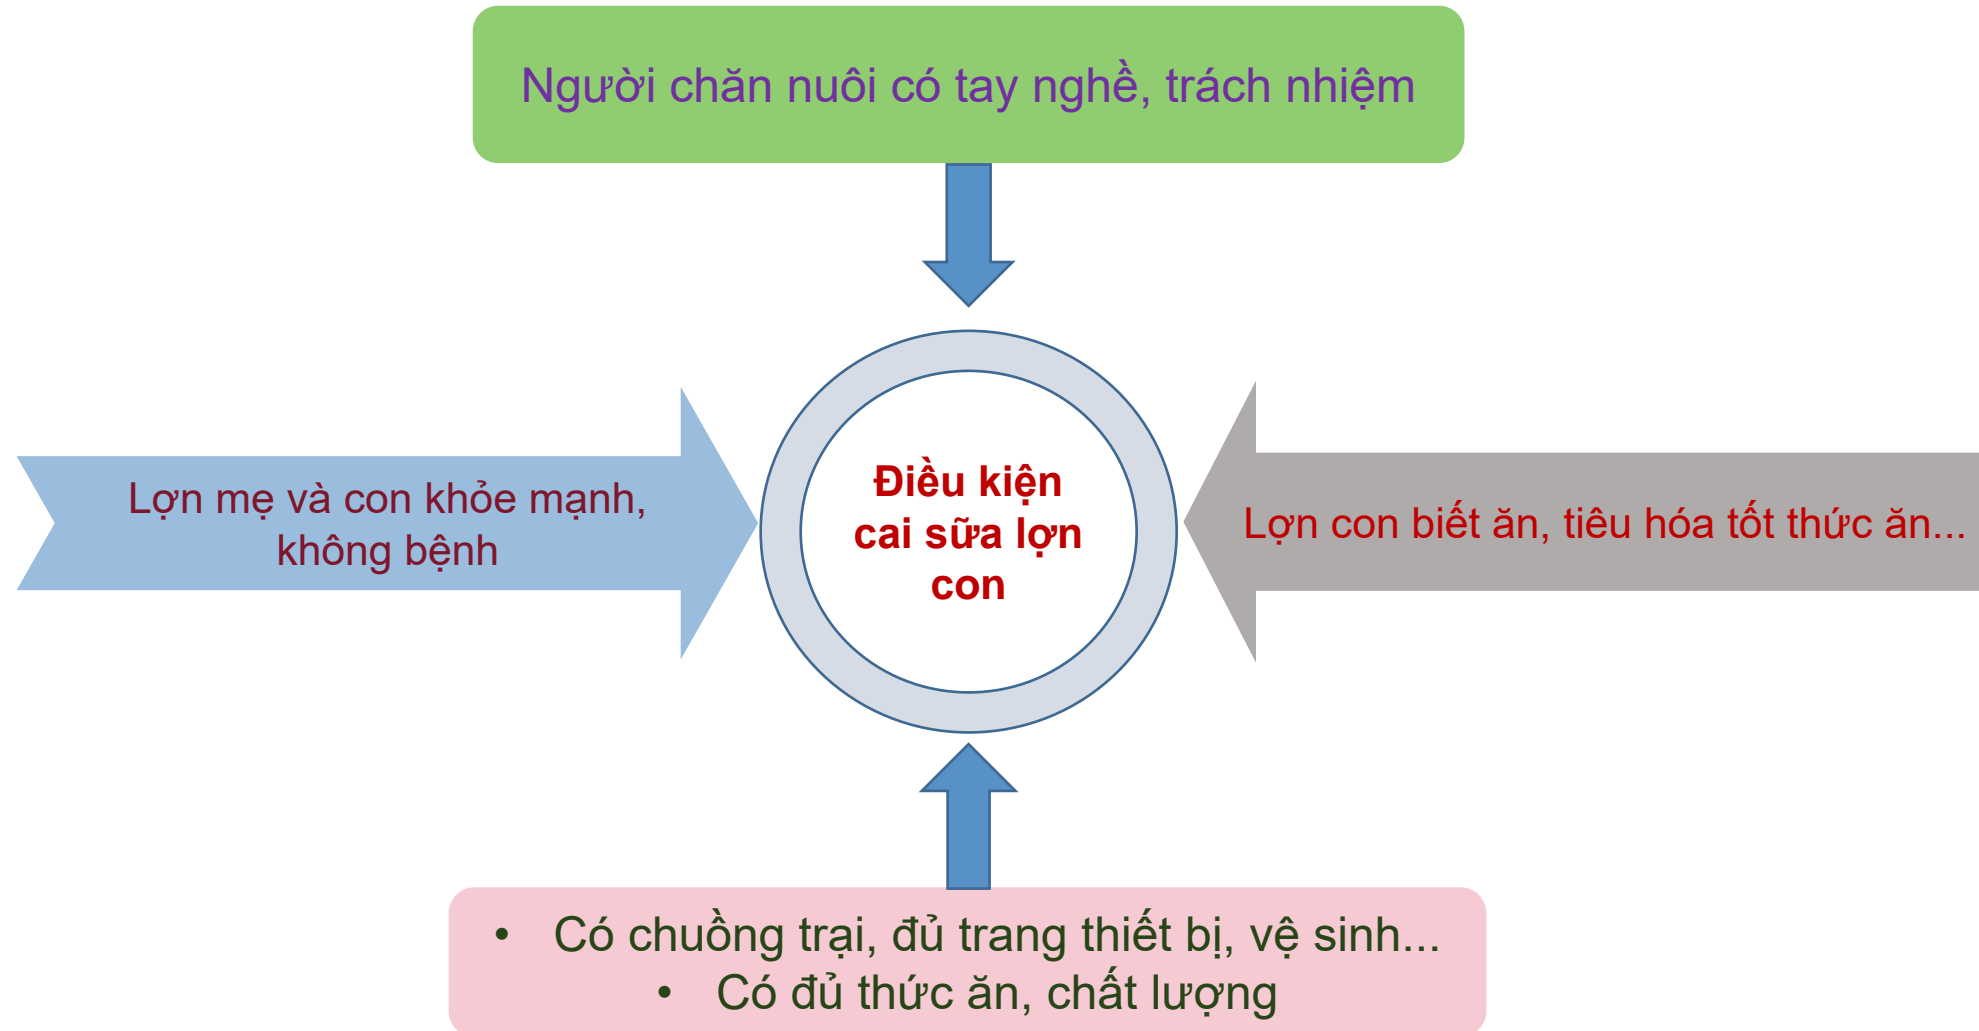 Người chăn nuôi có tay nghề, trách nhiệm
Lợn mẹ và con khỏe mạnh,
không bệnh
Điều kiện
cai sữa lợn
con
Lợn con biết ăn, tiêu hóa tốt thức ăn...
• Có chuồng trại, đủ trang thiết bị, vệ sinh...
• Có đủ thức ăn, chất lượng